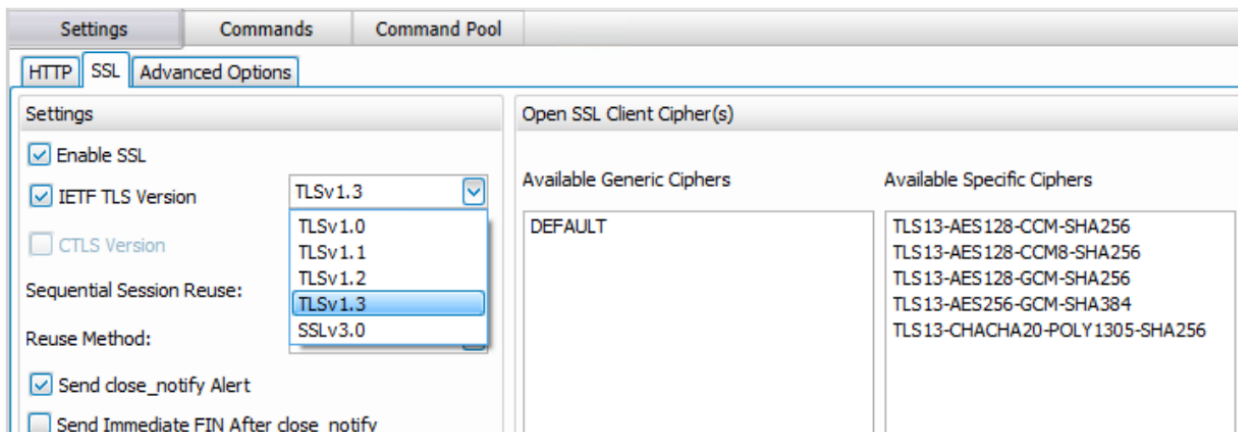 Settings Commands Command Pool
HTTP SSL Advanced Options
Settings
Enable SSL
IETF TLS Version TLSv1.3
TLSv1.0
TLSv1.1
TLSv1.2
TLSv1.3
SSLv3.0
CTLS Version
Sequential Session Reuse:
Reuse Method:
Send close_notify Alert
Send Immediate FIN After close_notify
Open SSL Client Cipher(s)
Available Generic Ciphers
DEFAULT
Available Specific Ciphers
TLS13-AES128-CCM-SHA256
TLS13-AES128-CCM8-SHA256
TLS13-AES128-GCM-SHA256
TLS13-AES256-GCM-SHA384
TLS13-CHACHA20-POLY1305-SHA256